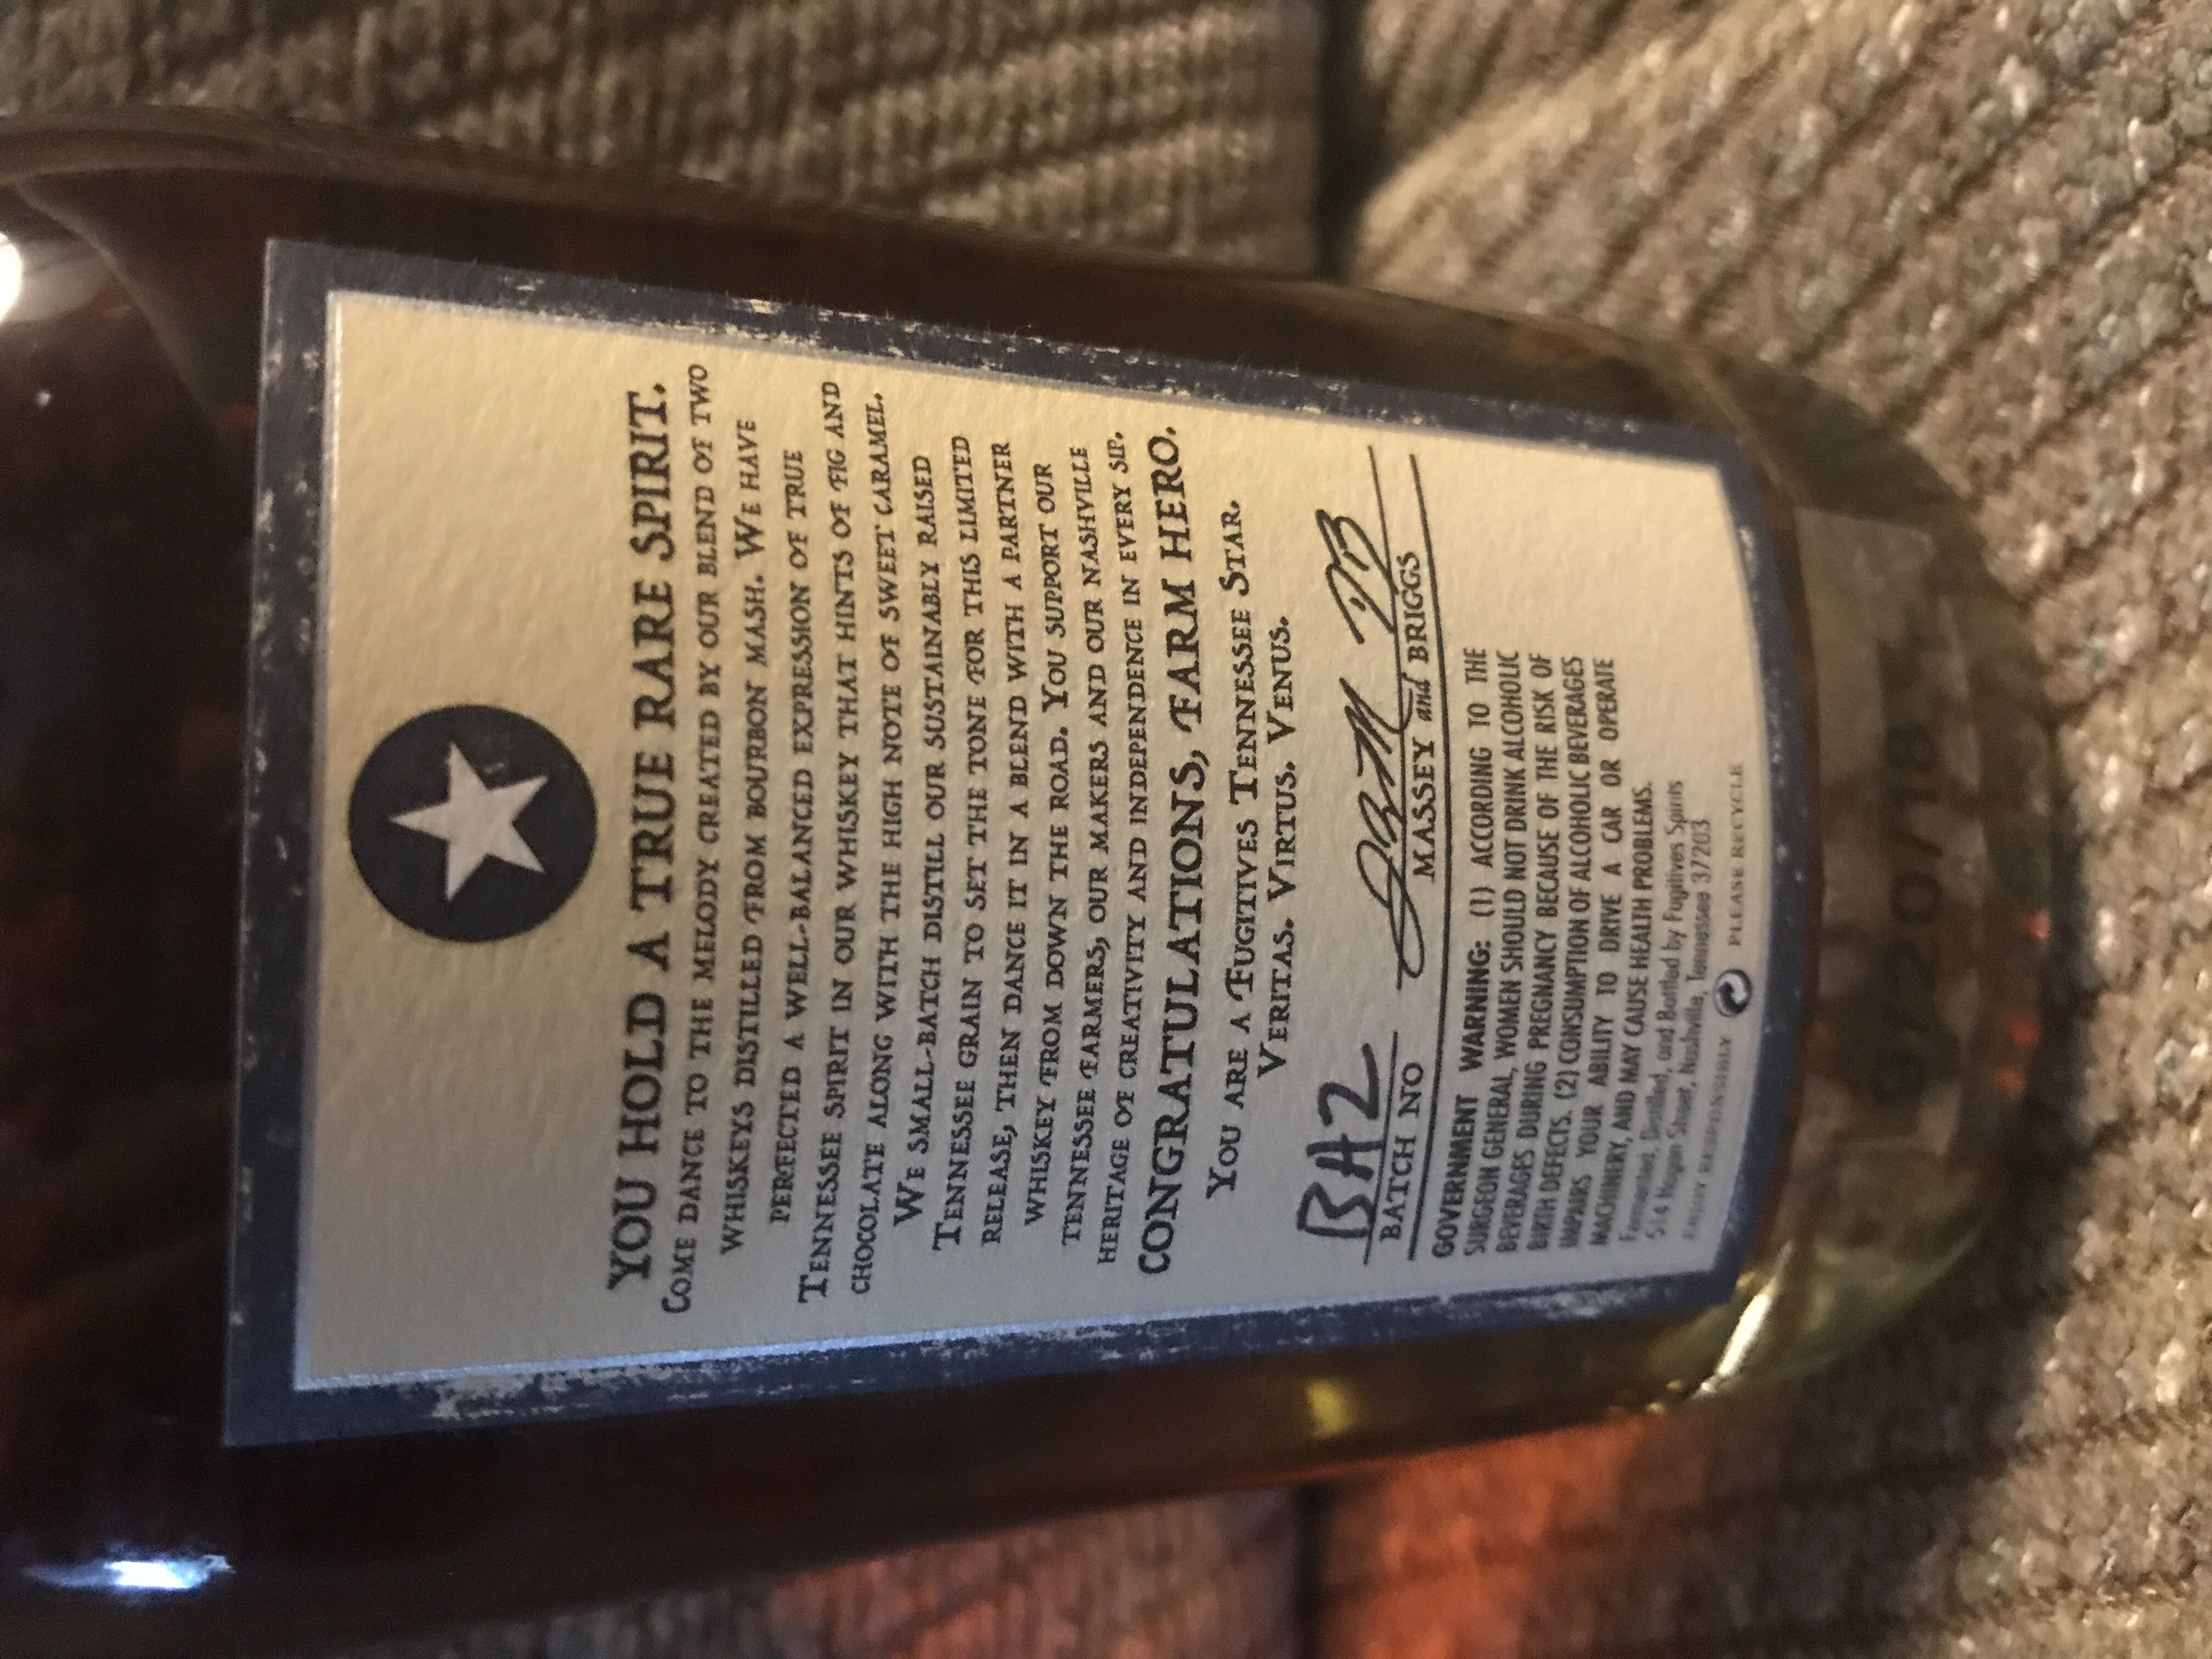 YOU HOLD A TRUE RARE SPIRIT.
COME DANCE TO THE MELODY CREATED BY OUR BLEND OF TWO
WHISKEYS DISTILLED FROM BOURBON MASH. WE HAVE
PERFECTED A WELL-BALANCED EXPRESSION OF TRUE
TENNESSEE SPIRIT IN OUR WHISKEY THAT HINTS OF FIG AND
CHOCOLATE ALONG WITH THE HIGH NOTE OF SWEET CARAMEL.
WE SMALL-BATCH DISTILL OUR SUSTAINABLY RAISED
TENNESSEE GRAIN TO SET THE TONE FOR THIS LIMITED
RELEASE, THEN DANCE IT IN A BLEND WITH A PARTNER
WHISKEY FROM DOWN THE ROAD. YOU SUPPORT OUR
TENNESSEE FARMERS, OUR MAKERS AND OUR NASHVILLE
HERITAGE OF CREATIVITY AND INDEPENDENCE IN EVERY SIP.
CONGRATULATIONS, FARM HERO.
YOU ARE A FUGITIVES TENNESSEE STAR.
VERITAS. VIRTUS. VENUS.
BA2
BATCH NO MASSEY and BRIGGS
GOVERNMENT WARNING: (1) ACCORDING TO THE
SURGEON GENERAL, WOMEN SHOULD NOT DRINK ALCOHOLIC
BEVERAGES DURING PREGNANCY BECAUSE OF THE RISK OF
BIRTH DEFECTS. (2) CONSUMPTION OF ALCOHOLIC BEVERAGES
IMPAIRS YOUR ABILITY TO DRIVE A CAR OR OPERATE
MACHINERY, AND MAY CAUSE HEALTH PROBLEMS.
Fermented, Distilled, and Bottled by Fugitives Spirits
514 Hagan Street, Nashville, Tennessee 37203
ENJOY RESPONSIBLY PLEASE RECYCLE